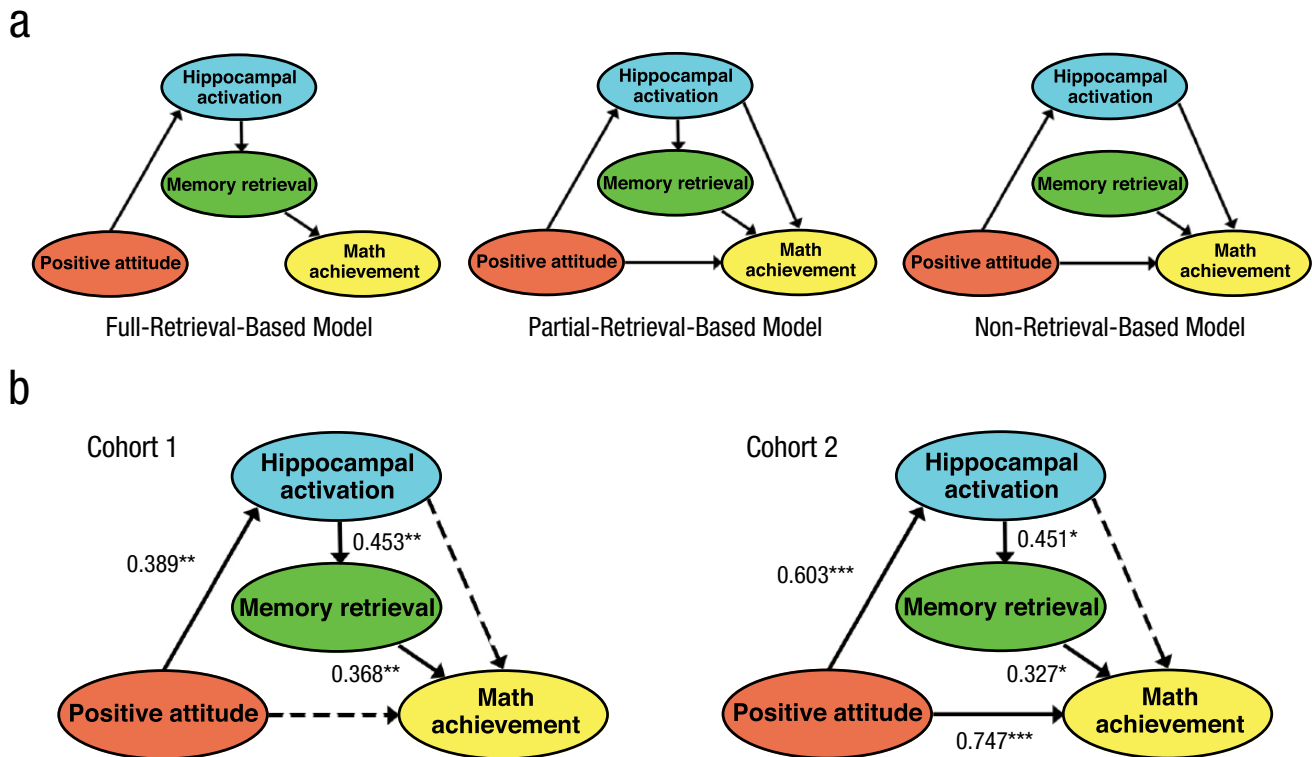 a
Hippocampal
activation
Memory retrieval
Positive attitude
Math
achievement
Full-Retrieval-Based Model
Hippocampal
activation
Memory retrieval
Positive attitude
Math
achievement
Partial-Retrieval-Based Model
Hippocampal
activation
Memory retrieval
Positive attitude
Math
achievement
Non-Retrieval-Based Model
b
Cohort 1
Hippocampal
activation
0.389**
0.453**
Memory retrieval
0.368**
Positive attitude
Math
achievement
Cohort 2
Hippocampal
activation
0.603***
0.451*
Memory retrieval
0.327*
Positive attitude
Math
achievement
0.747***